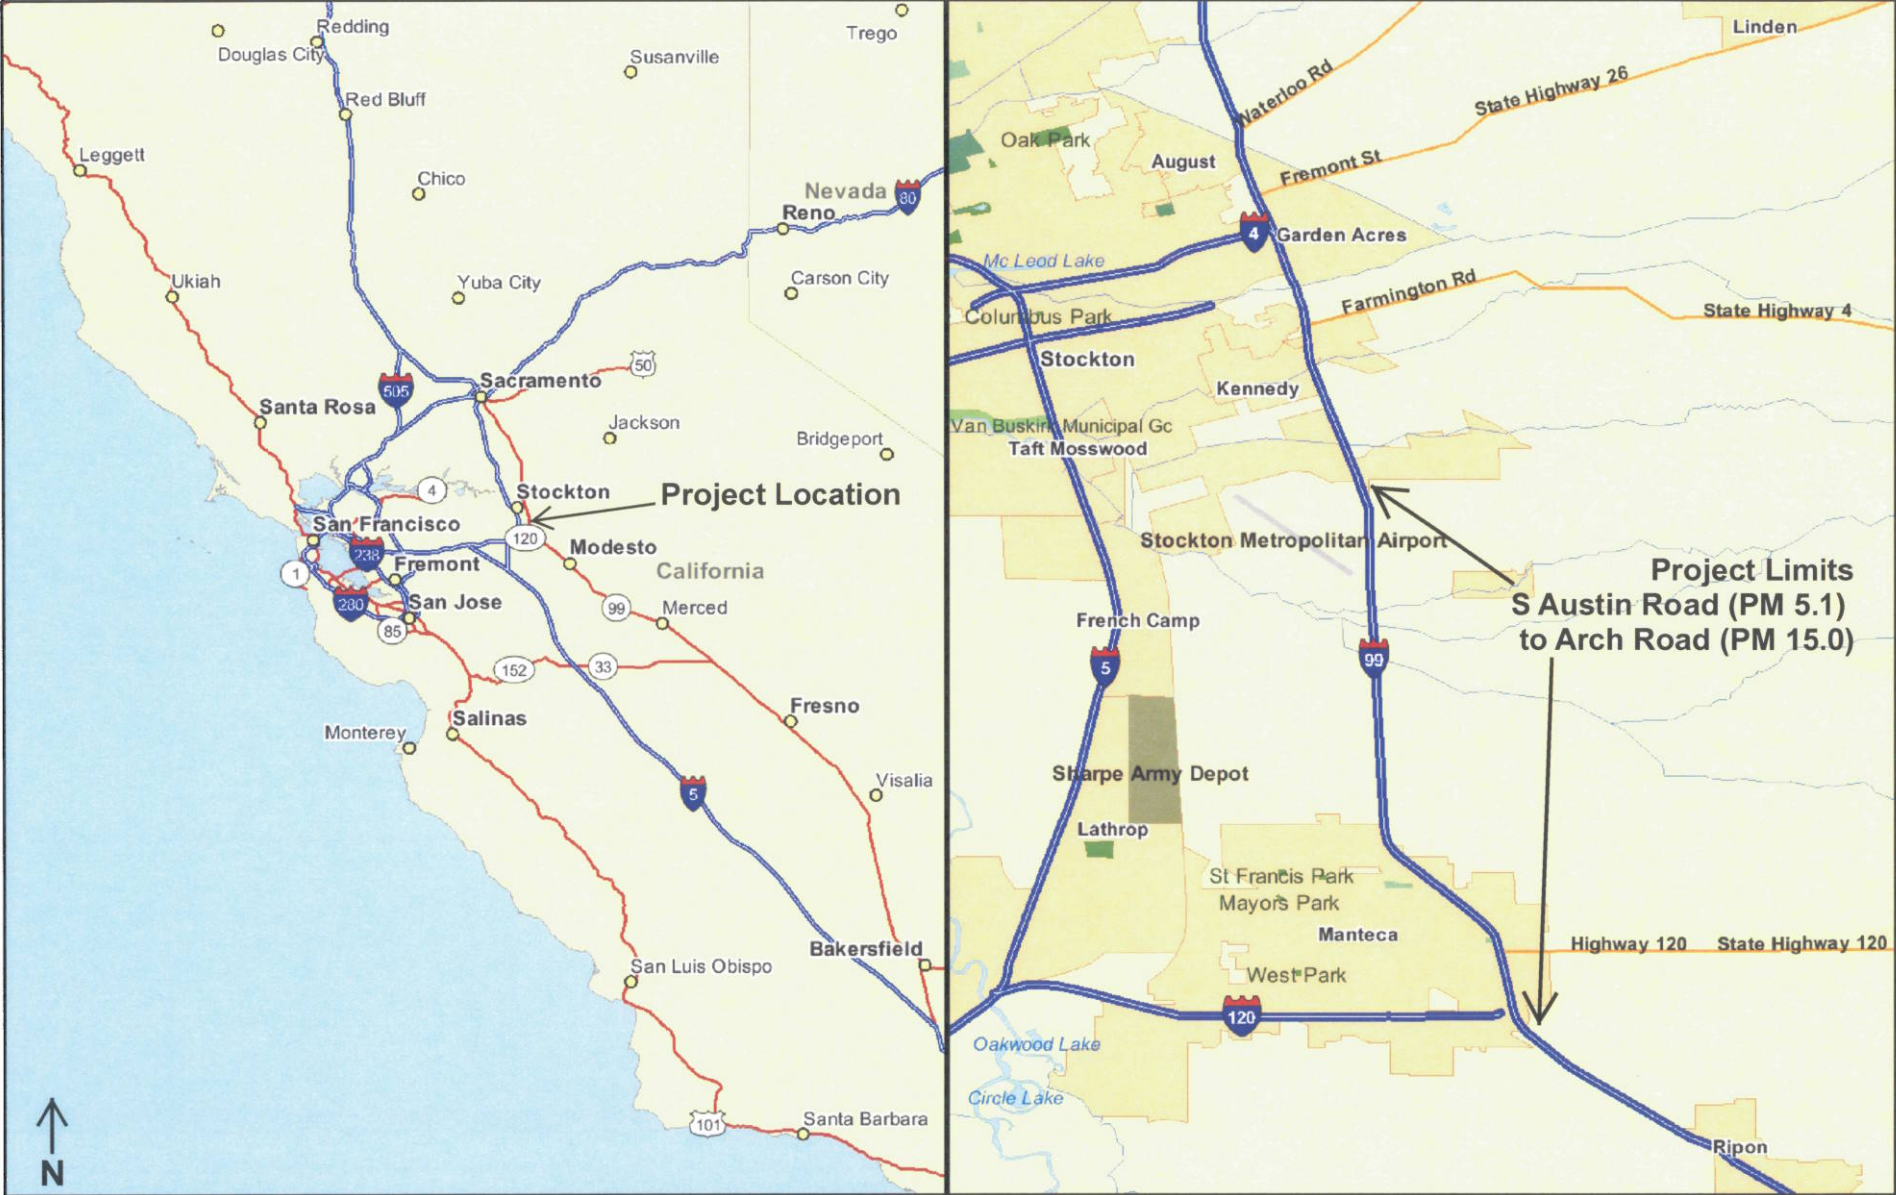 Redding
Douglas City
Trego
Susanville
Red Bluff
Leggett
Chico
Nevada
80
Reno
Ukiah
Yuba City
Carson City
50
505
Sacramento
Santa Rosa
Jackson
Bridgeport
4
Stockton
Project Location
San Francisco
120
238
Modesto
Fremont
California
1
280
San Jose
99
Merced
85
152
33
Salinas
Fresno
Monterey
Visalia
5
Bakersfield
San Luis Obispo
101
Santa Barbara
N
Linden
Waterloo Rd
State Highway 26
Oak Park
August
Fremont St
4
Garden Acres
Mc Leod Lake
Farmington Rd
State Highway 4
Columbus Park
Stockton
Kennedy
Van Buskirk Municipal Gc
Taft Mosswood
Stockton Metropolitan Airport
Project Limits
S Austin Road (PM 5.1)
to Arch Road (PM 15.0)
French Camp
5
99
Sharpe Army Depot
Lathrop
St Francis Park
Mayors Park
Manteca
Highway 120
State Highway 120
West Park
120
Oakwood Lake
Circle Lake
Ripon